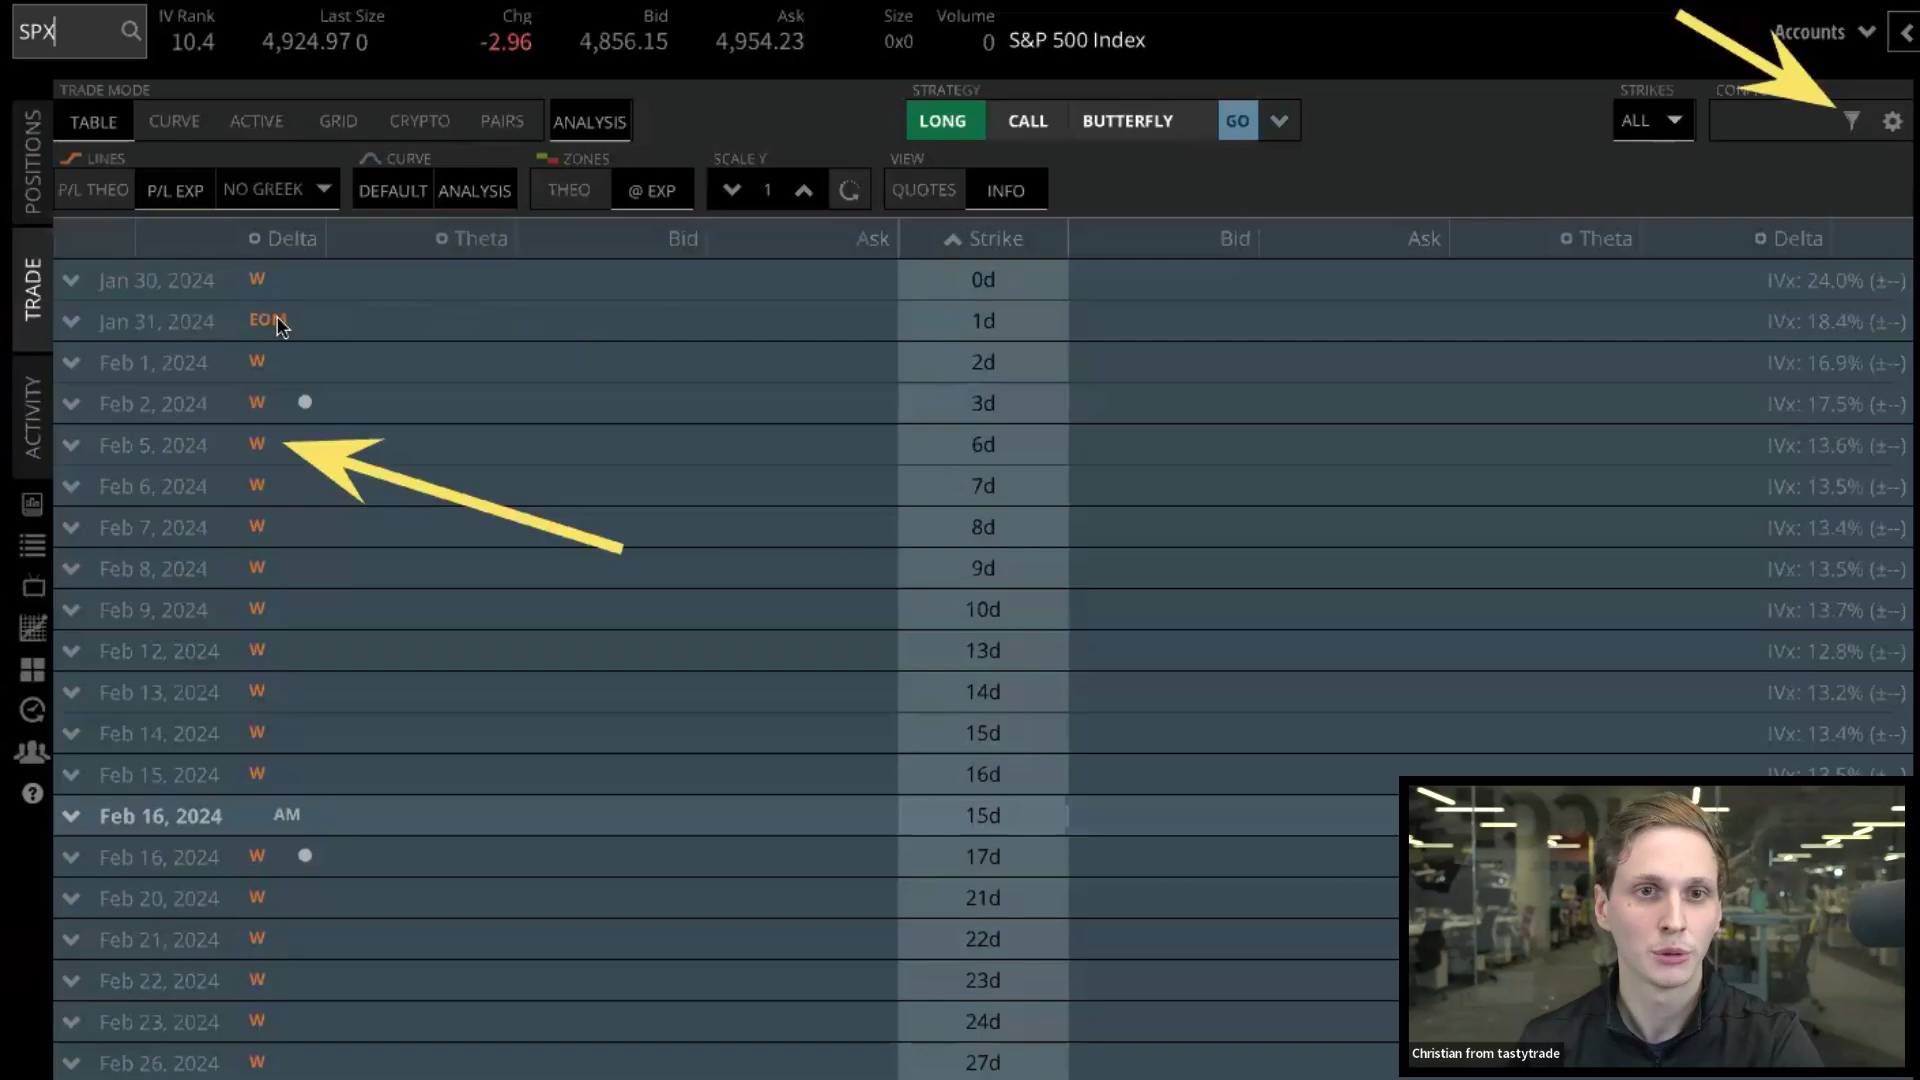 SPX
IV Rank
10.4
Last Size
4,924.97 0
Chg
-2.96
Bid
4,856.15
Ask
4,954.23
Size
0x0
Volume
0
S&P 500 Index
Accounts
TRADE MODE
TABLE
CURVE
ACTIVE
GRID
CRYPTO
PAIRS
ANALYSIS
STRATEGY
LONG
CALL
BUTTERFLY
GO
STRIKES
ALL
LINES
P/L THEO
P/L EXP
NO GREEK
CURVE
DEFAULT
ANALYSIS
ZONES
THEO
@ EXP
SCALE Y
1
VIEW
QUOTES
INFO
POSITIONS
TRADE
ACTIVITY
Delta Theta Bid Ask Strike Bid Ask Theta Delta
Jan 30, 2024 W 0d IVx: 24.0% (±--)
Jan 31, 2024 EOM 1d IVx: 18.4% (±--)
Feb 1, 2024 W 2d IVx: 16.9% (±--)
Feb 2, 2024 W 3d IVx: 17.5% (±--)
Feb 5, 2024 W 6d IVx: 13.6% (±--)
Feb 6, 2024 W 7d IVx: 13.5% (±--)
Feb 7, 2024 W 8d IVx: 13.4% (±--)
Feb 8, 2024 W 9d IVx: 13.5% (±--)
Feb 9, 2024 W 10d IVx: 13.7% (±--)
Feb 12, 2024 W 13d IVx: 12.8% (±--)
Feb 13, 2024 W 14d IVx: 13.2% (±--)
Feb 14, 2024 W 15d IVx: 13.4% (±--)
Feb 15, 2024 W 16d IVx: 13.5% (±--)
Feb 16, 2024 AM 15d
Feb 16, 2024 W 17d
Feb 20, 2024 W 21d
Feb 21, 2024 W 22d
Feb 22, 2024 W 23d
Feb 23, 2024 W 24d
Feb 26, 2024 W 27d
Christian from tastytrade